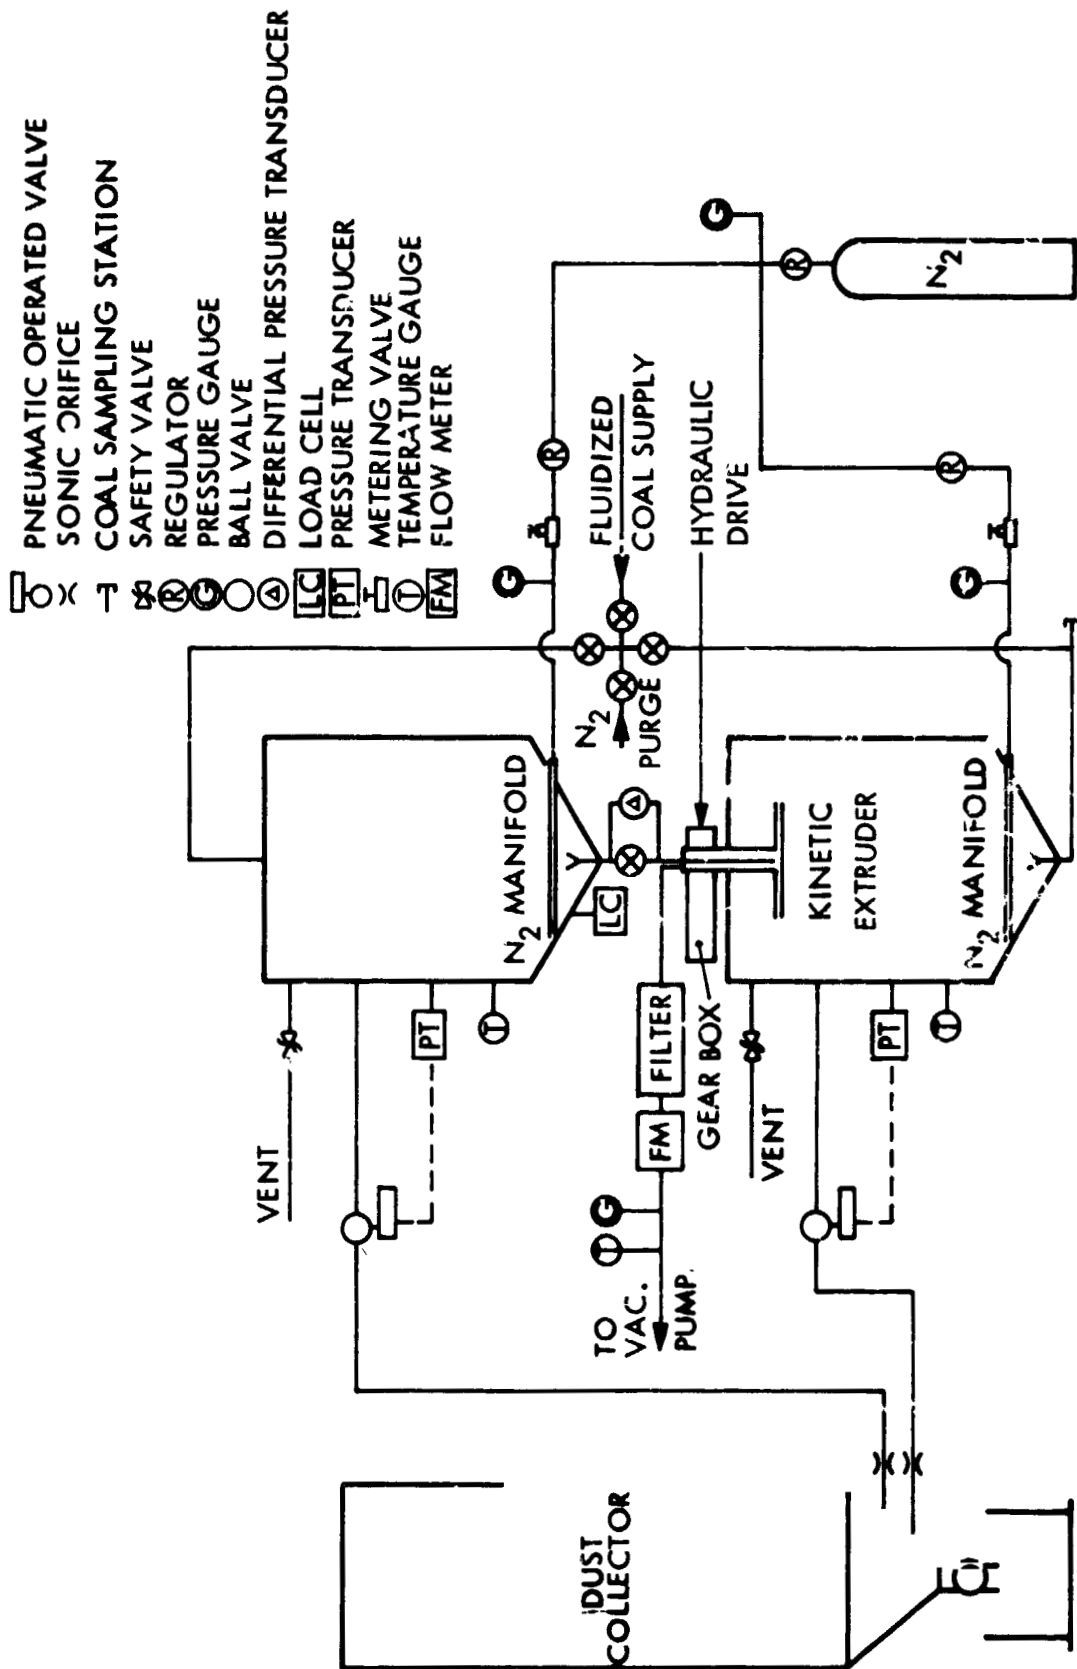 PNEUMATIC OPERATED VALVE
SONIC ORIFICE
COAL SAMPLING STATION
SAFETY VALVE
R REGULATOR
G PRESSURE GAUGE
BALL VALVE
Δ DIFFERENTIAL PRESSURE TRANSDUCER
LC LOAD CELL
PT PRESSURE TRANSDUCER
METERING VALVE
T TEMPERATURE GAUGE
FM FLOW METER
VENT
PT
T
N2 MANIFOLD
LC
G
R
Δ
N2
PURGE
FLUIDIZED
COAL SUPPLY
HYDRAULIC
DRIVE
G
R
N2
TO
VAC.
PUMP
T
G
FM
FILTER
GEAR BOX
VENT
PT
T
KINETIC
EXTRUDER
N2 MANIFOLD
G
R
DUST
COLLECTOR